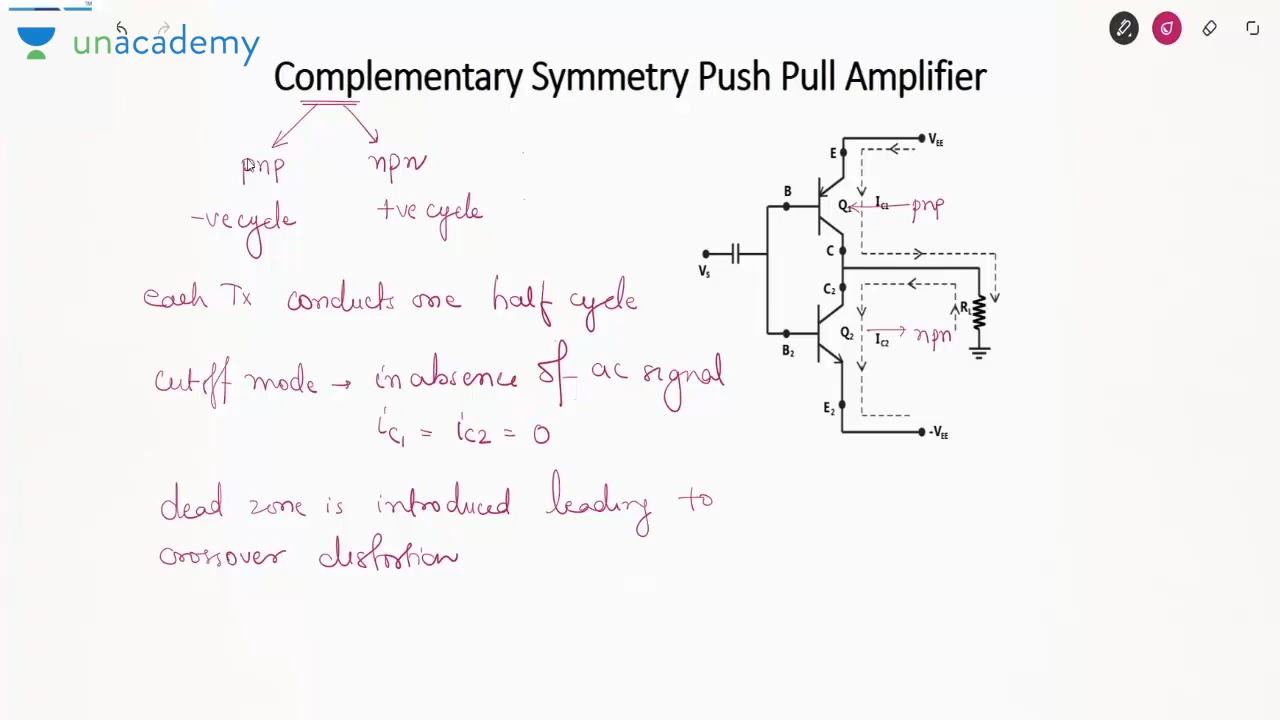 unacademy
Complementary Symmetry Push Pull Amplifier
pnp npn
-ve cycle +ve cycle
each Tx conducts one half cycle
cutoff mode → in absence of ac signal
ic1 = ic2 = 0
dead zone is introduced leading to
crossover distortion
VEE
E
B
Q1 IC1 pnp
C
VS
C2
RL
Q2 IC2 npn
B2
E2
-VEE